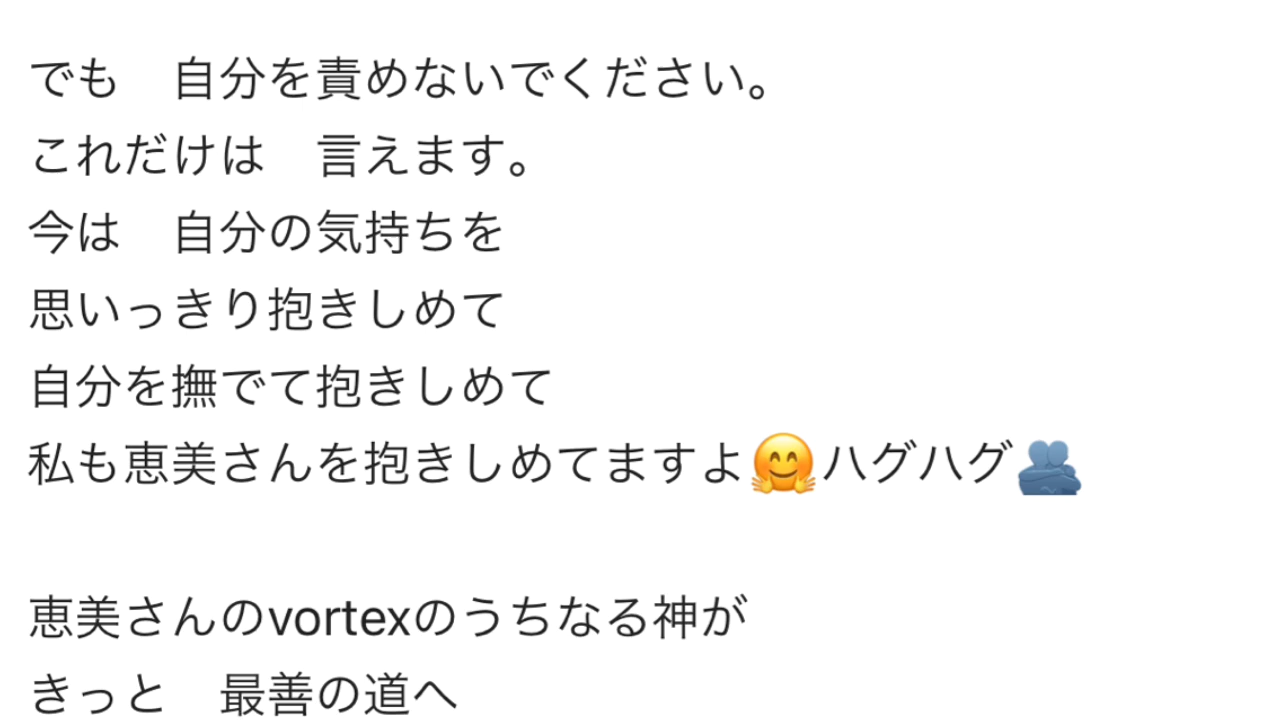 でも　自分を責めないでください。
これだけは　言えます。
今は　自分の気持ちを
思いっきり抱きしめて
自分を撫でて抱きしめて
私も恵美さんを抱きしめてますよ🤗ハグハグ🫂
恵美さんのvortexのうちなる神が
きっと　最善の道へ